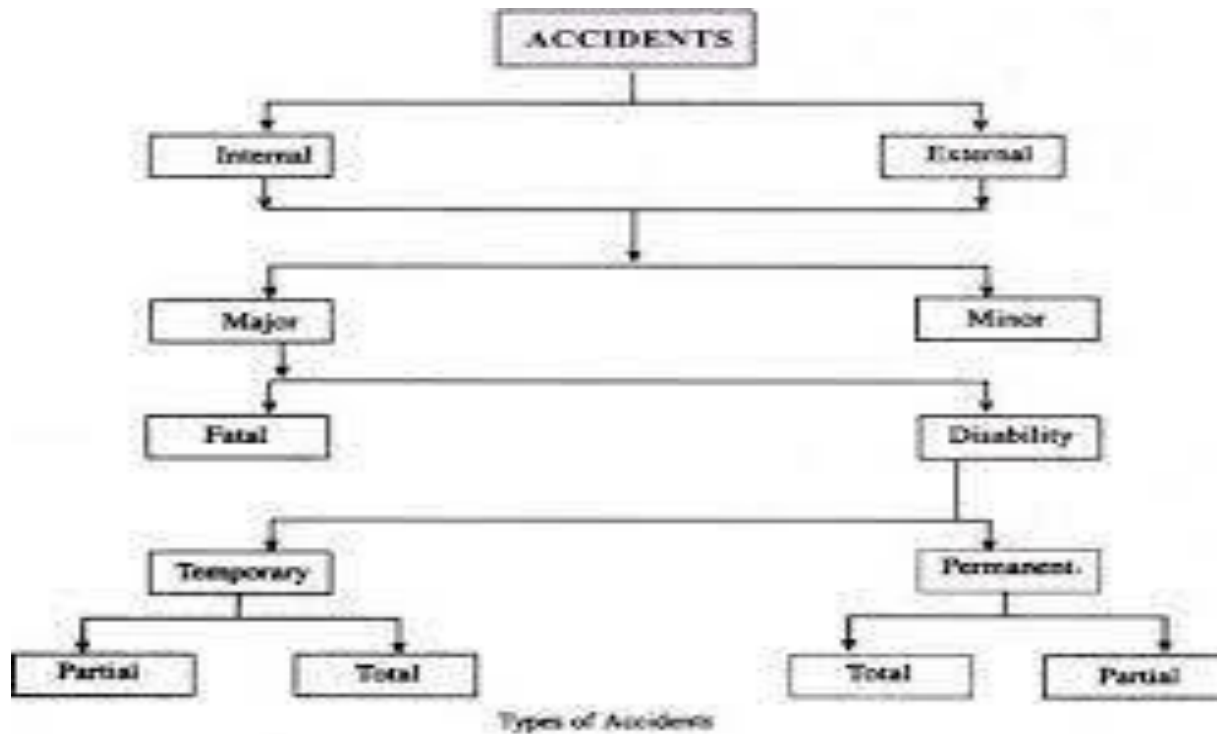 ACCIDENTS
Internal
External
Major
Minor
Fatal
Disability
Temporary
Permanent.
Partial
Total
Total
Partial
Types of Accidents